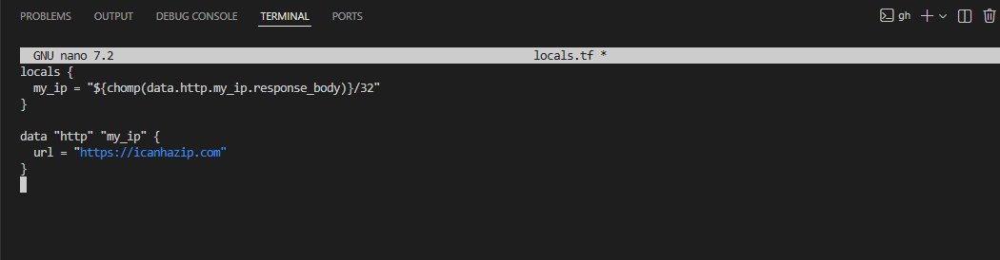 PROBLEMS OUTPUT DEBUG CONSOLE TERMINAL PORTS gh
GNU nano 7.2 locals.tf *
locals {
  my_ip = "${chomp(data.http.my_ip.response_body)}/32"
}
data "http" "my_ip" {
  url = "https://icanhazip.com"
}